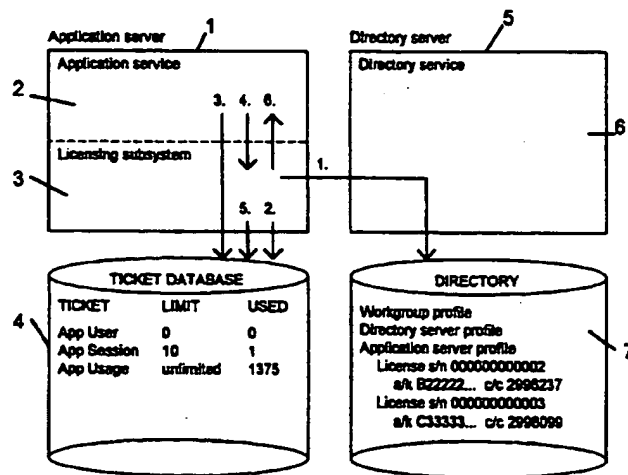 1
5
Application server
Directory server
Application service
Directory service
2
3. 4. 6.
6
Licensing subsystem
3
1.
5. 2.
TICKET DATABASE
DIRECTORY
TICKET LIMIT USED
4
App User 0 0
App Session 10 1
App Usage unlimited 1375
Workgroup profile
Directory server profile
Application server profile
7
License s/n 000000000002
a/k B22222... c/c 2996237
License s/n 000000000003
a/k C33333... c/c 2996099